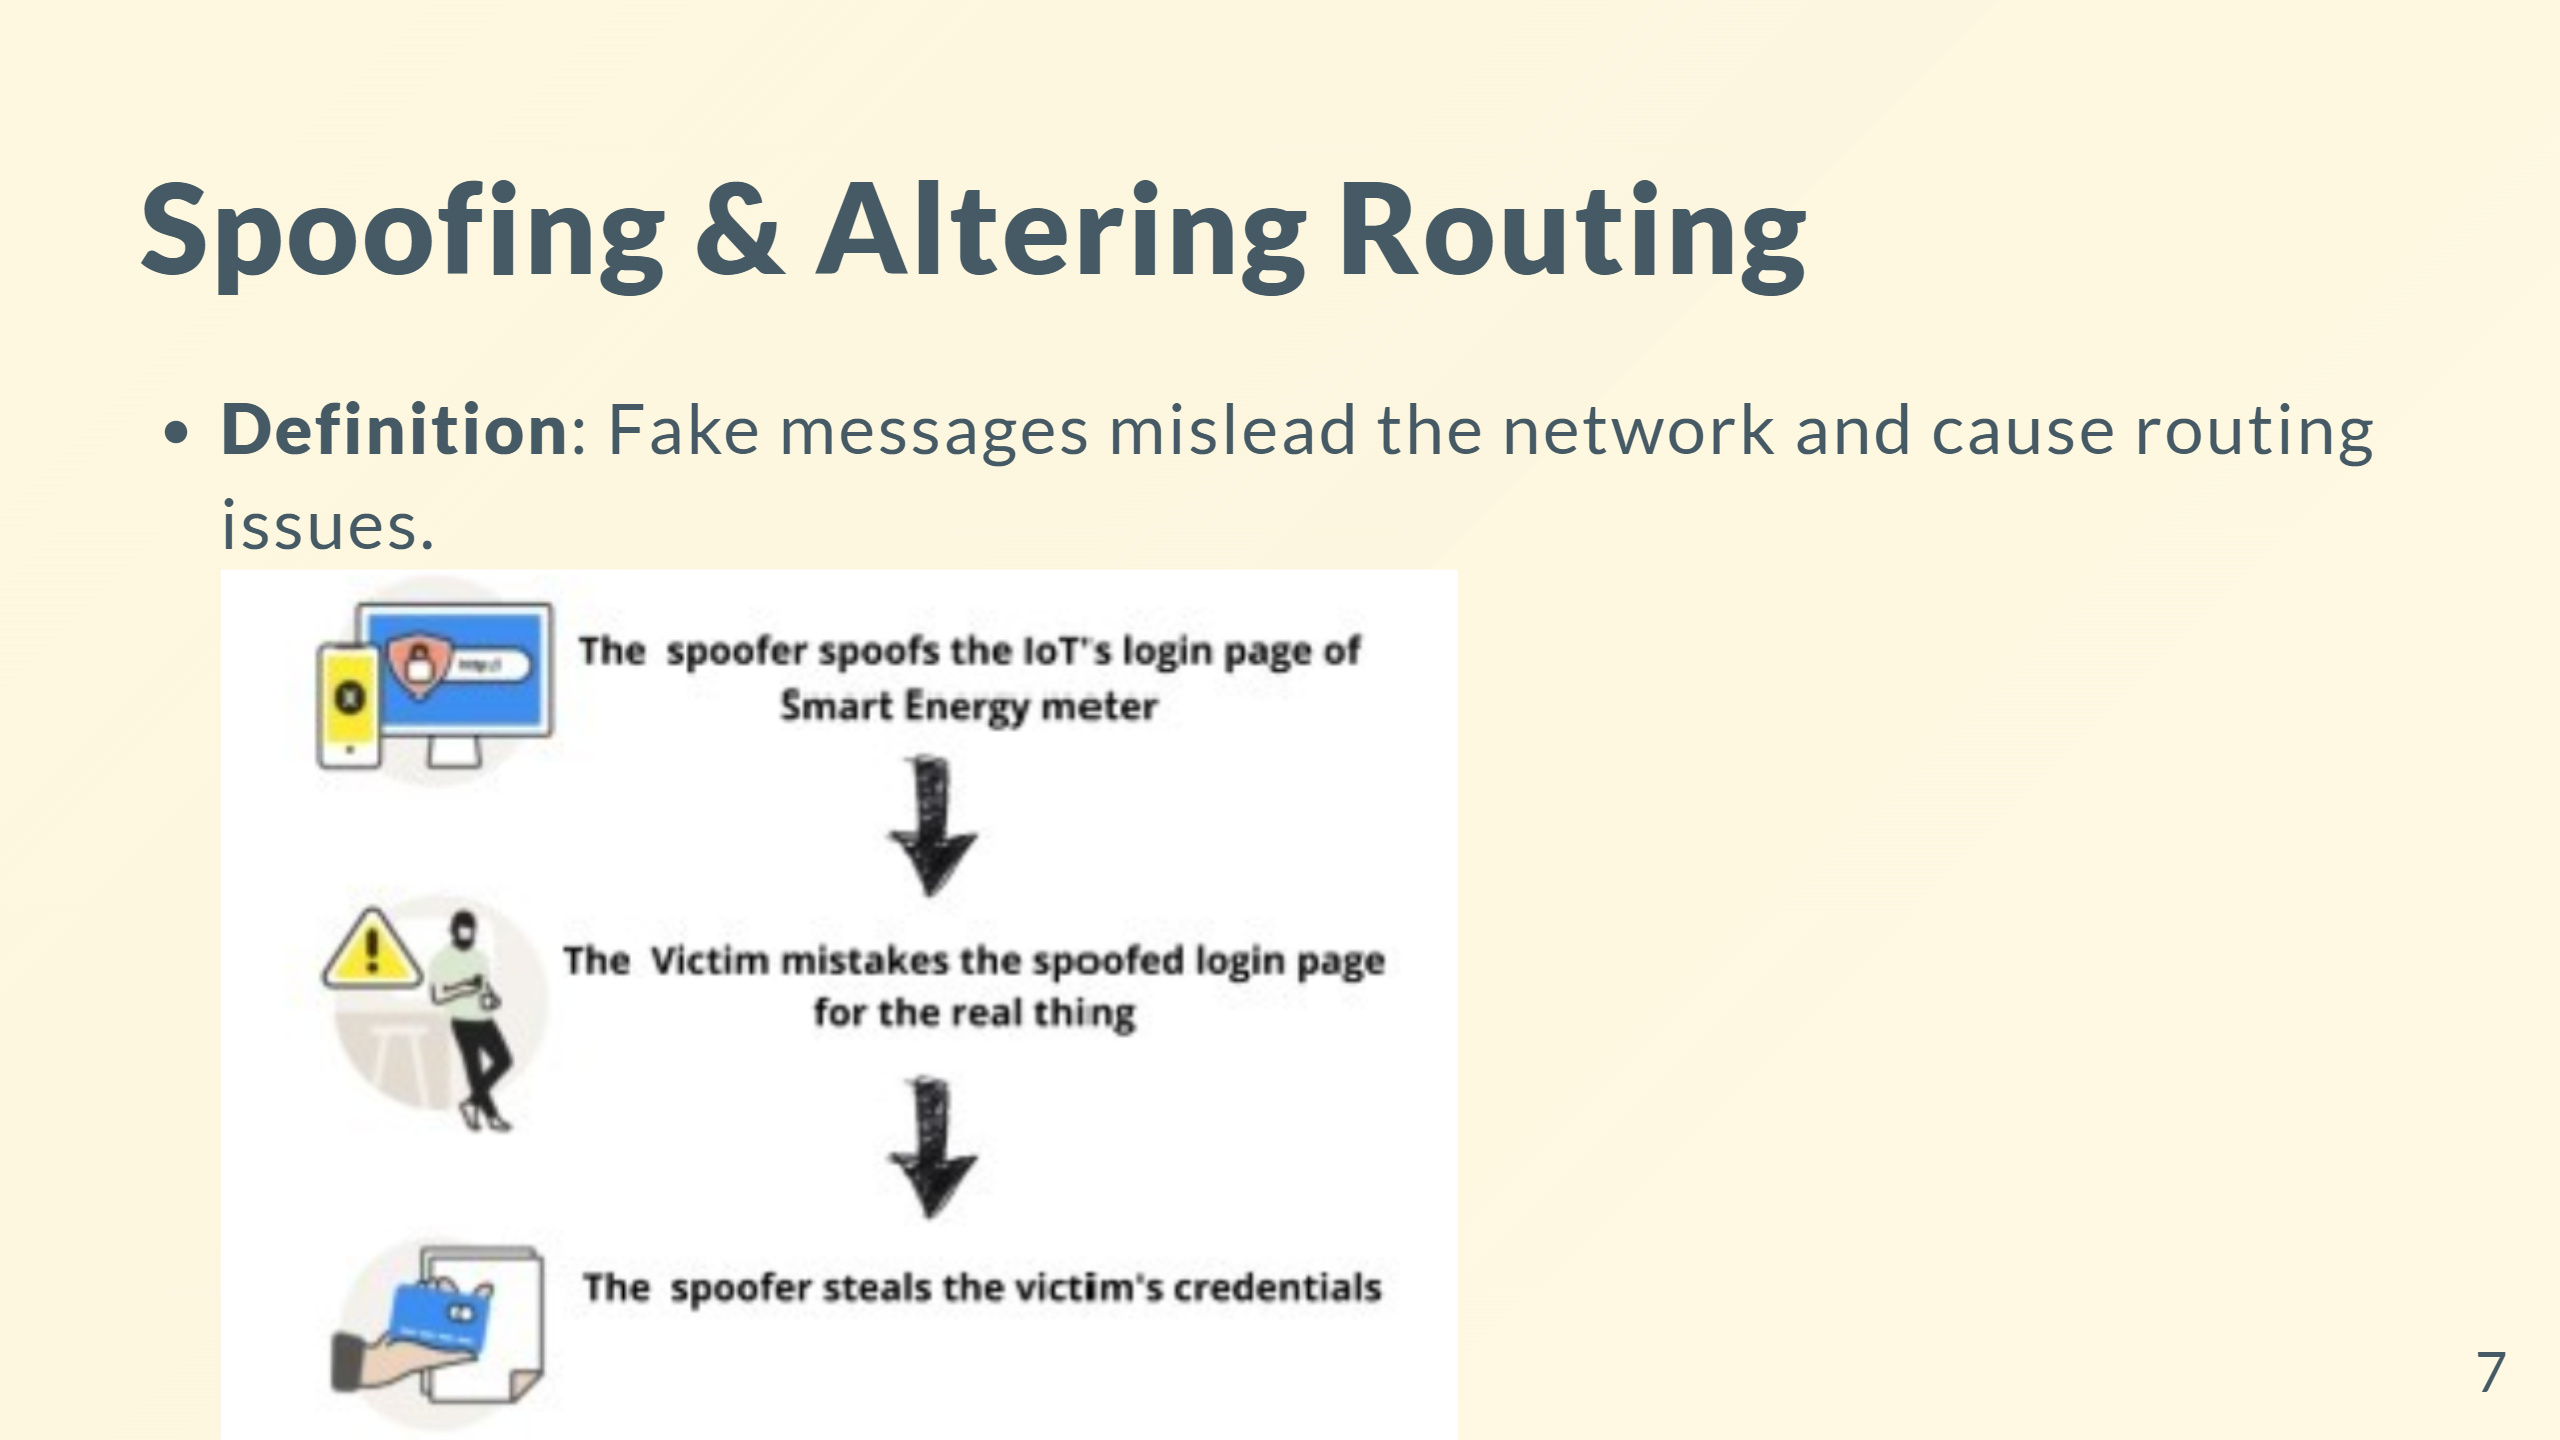 Spoofing & Altering Routing
• Definition: Fake messages mislead the network and cause routing
issues.
http://
The spoofer spoofs the IoT's login page of
Smart Energy meter
The Victim mistakes the spoofed login page
for the real thing
The spoofer steals the victim's credentials
7